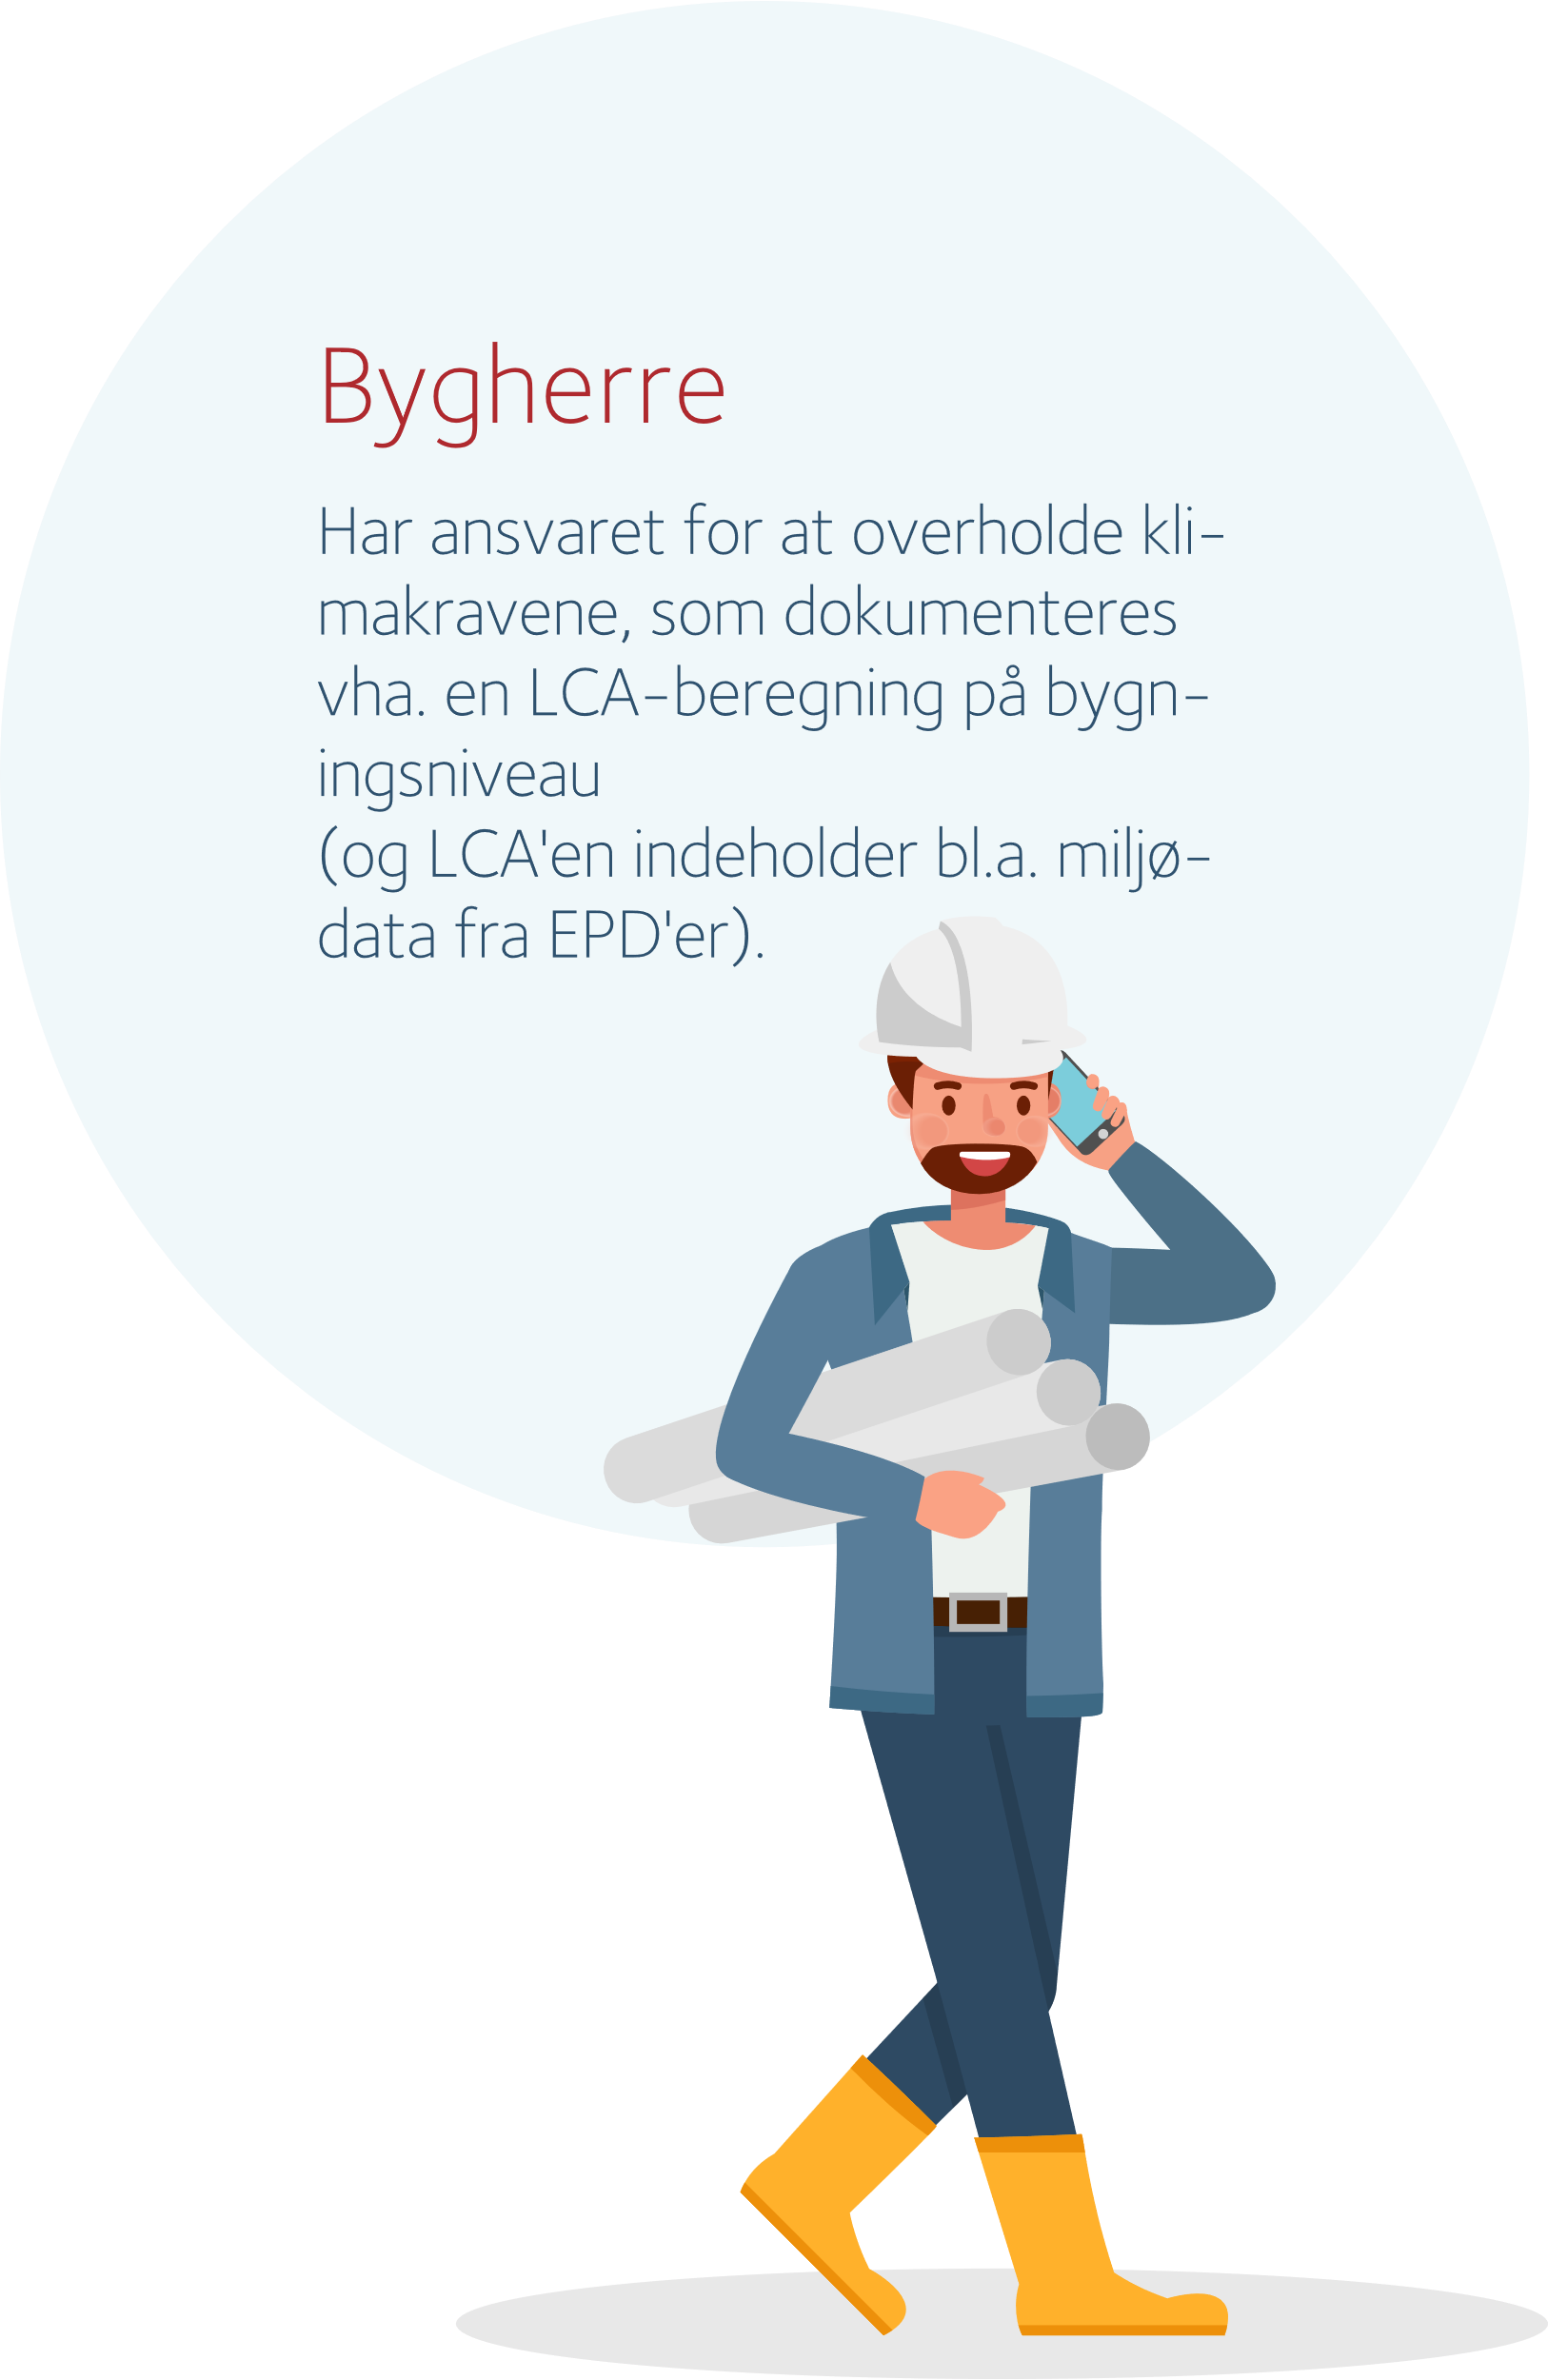 Bygherre
Har ansvaret for at overholde kli-
makravene, som dokumenteres
vha. en LCA-beregning på bygn-
ingsniveau
(og LCA'en indeholder bl.a. miljø-
data fra EPD'er).